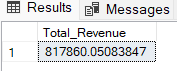 Results Messages
Total_Revenue
1 817860.05083847